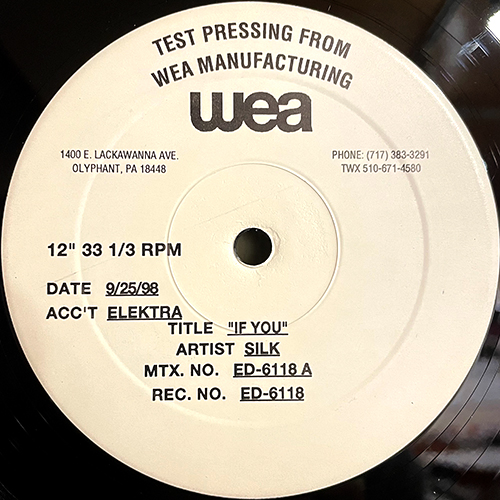 TEST PRESSING FROM
WEA MANUFACTURING
wea
1400 E. LACKAWANNA AVE.
OLYPHANT, PA 18448
PHONE: (717) 383-3291
TWX 510-671-4580
12" 33 1/3 RPM
DATE 9/25/98
ACC'T ELEKTRA
TITLE "IF YOU"
ARTIST SILK
MTX. NO. ED-6118 A
REC. NO. ED-6118